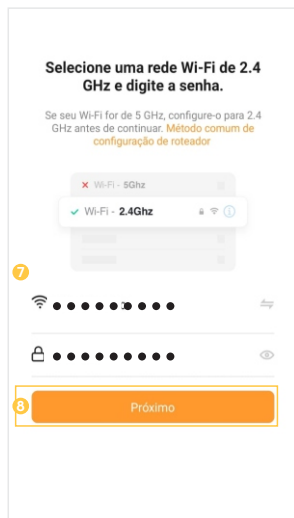 Selecione uma rede Wi-Fi de 2.4
GHz e digite a senha.
Se seu Wi-Fi for de 5 GHz, configure-o para 2.4
GHz antes de continuar. Método comum de
configuração de roteador
Wi-Fi - 5Ghz
Wi-Fi - 2.4Ghz
7
8
Próximo